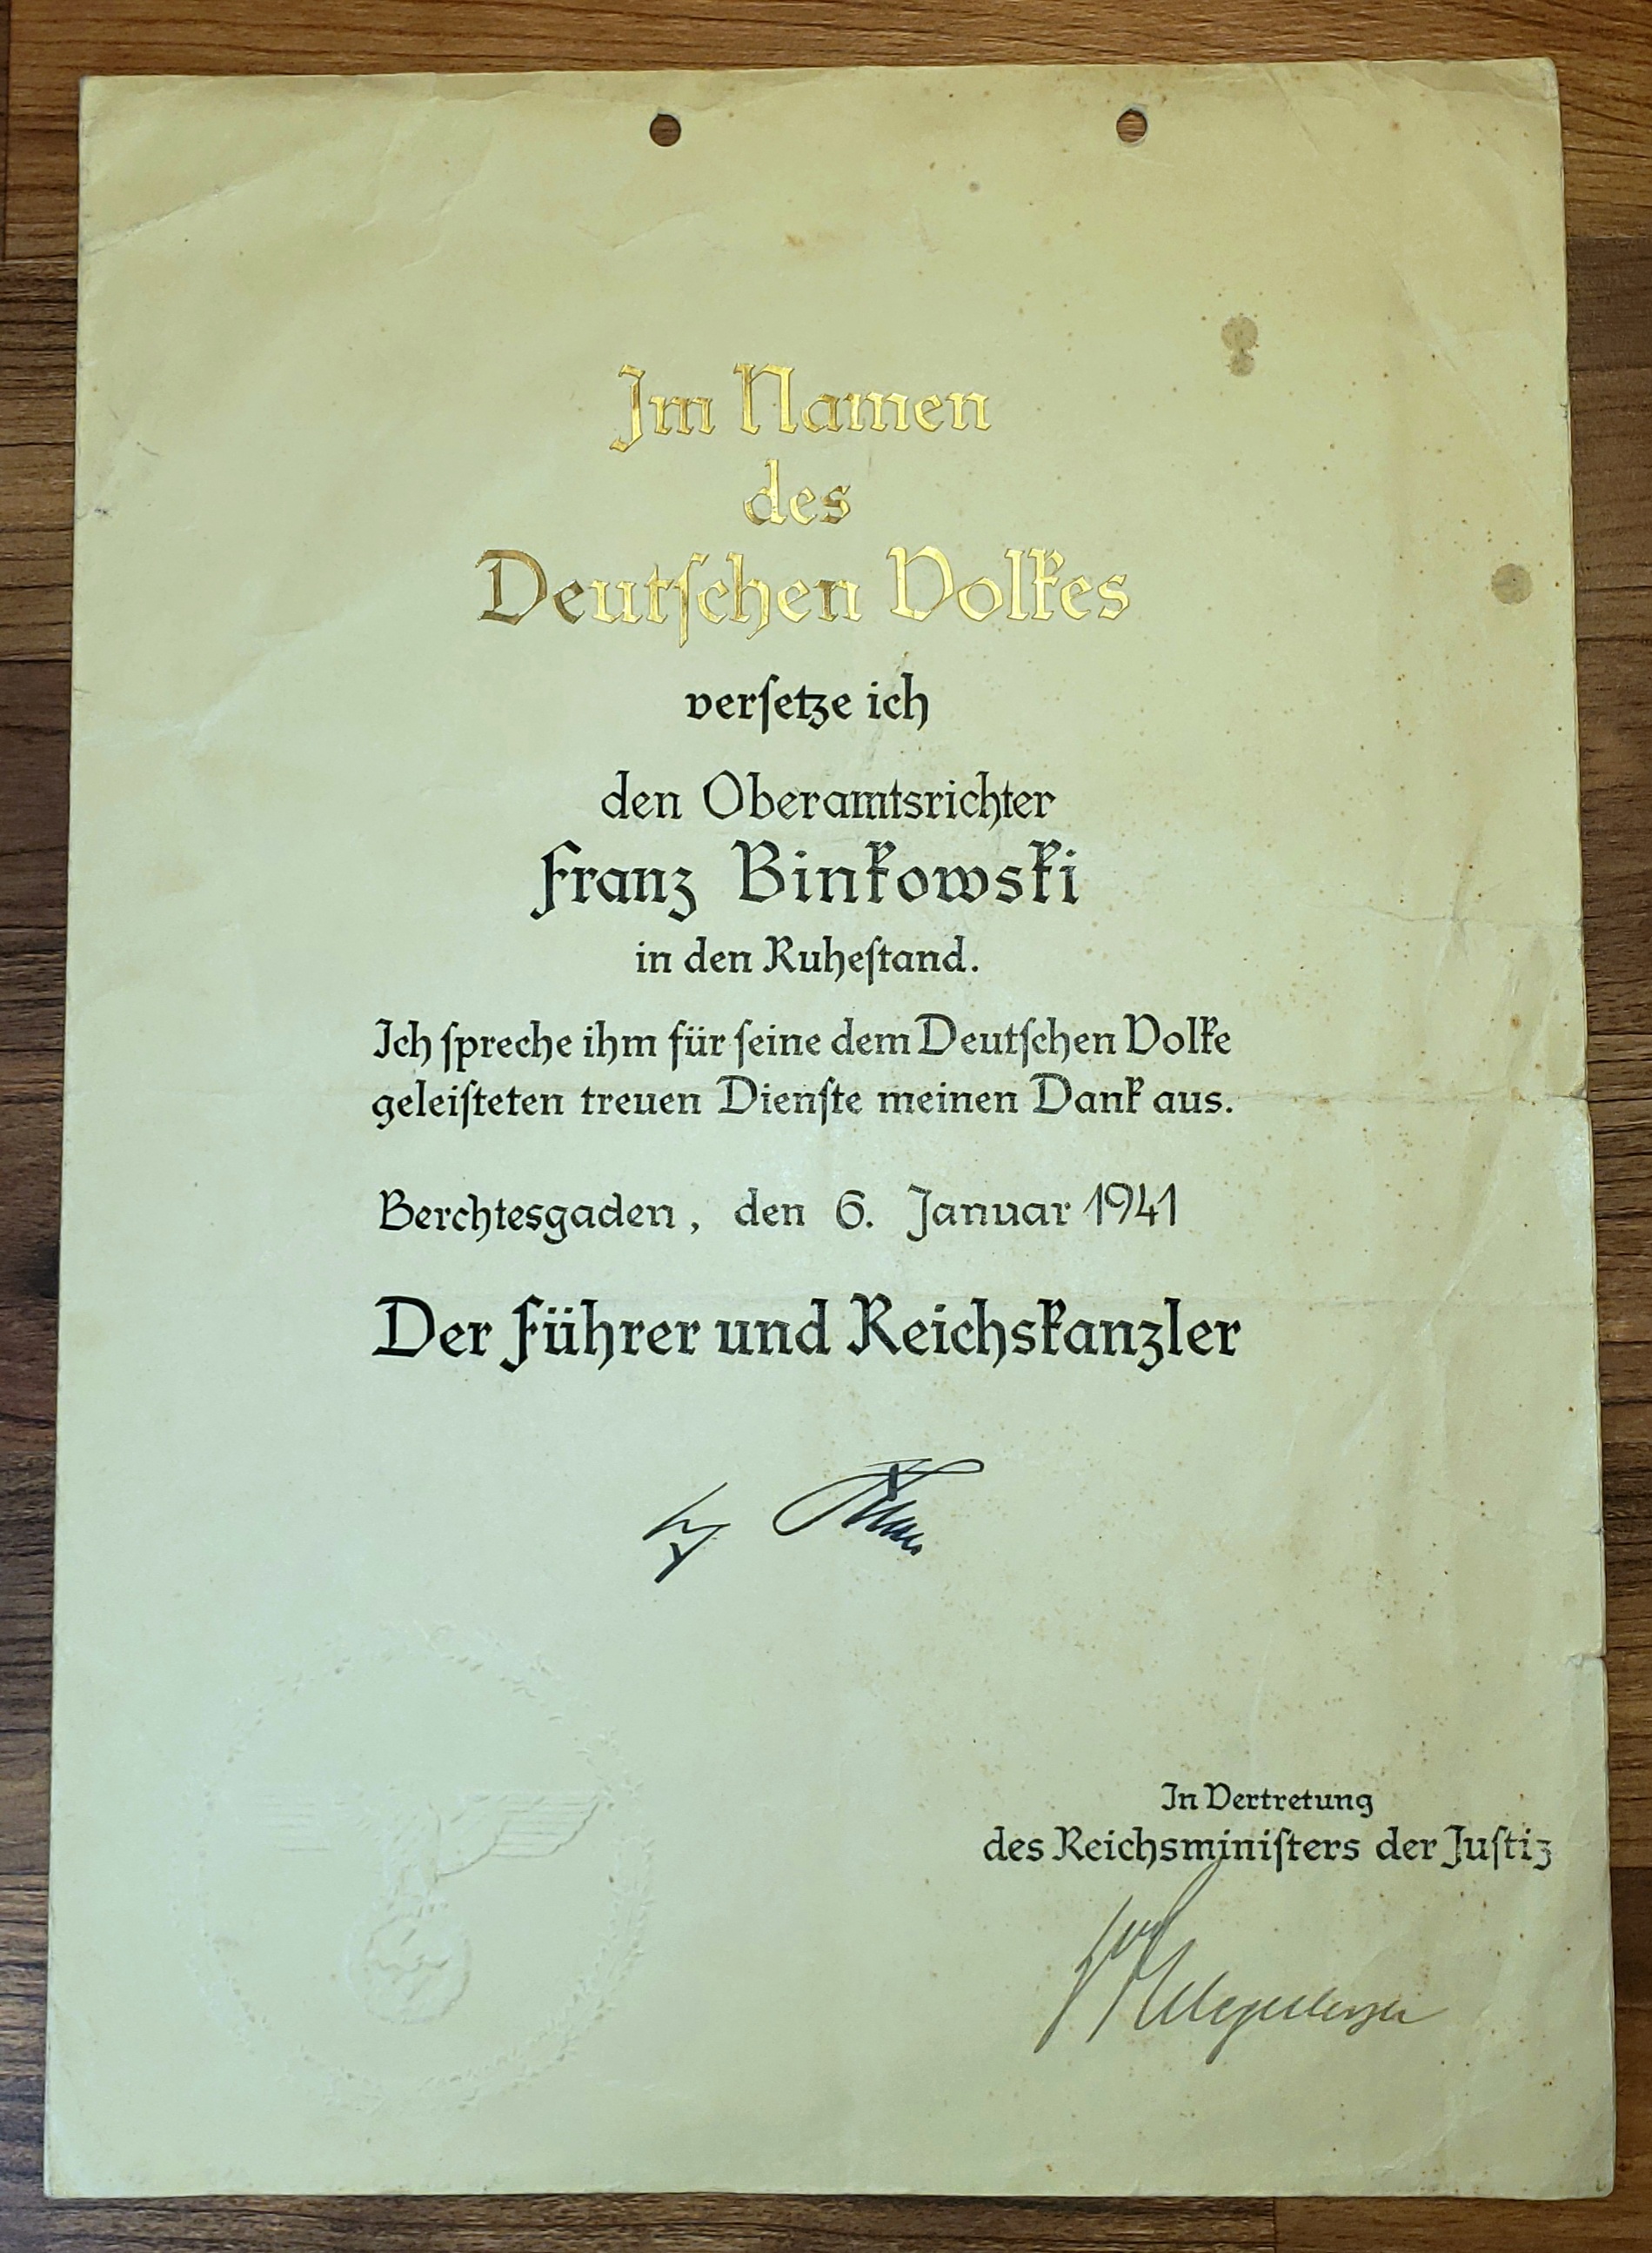 Im Namen
des
Deutschen Volkes
versetze ich
den Oberamtsrichter
Franz Binkowski
in den Ruhestand.
Ich spreche ihm für seine dem Deutschen Volke
geleisteten treuen Dienste meinen Dank aus.
Berchtesgaden, den 6. Januar 1941
Der Führer und Reichskanzler
In Vertretung
des Reichsministers der Justiz